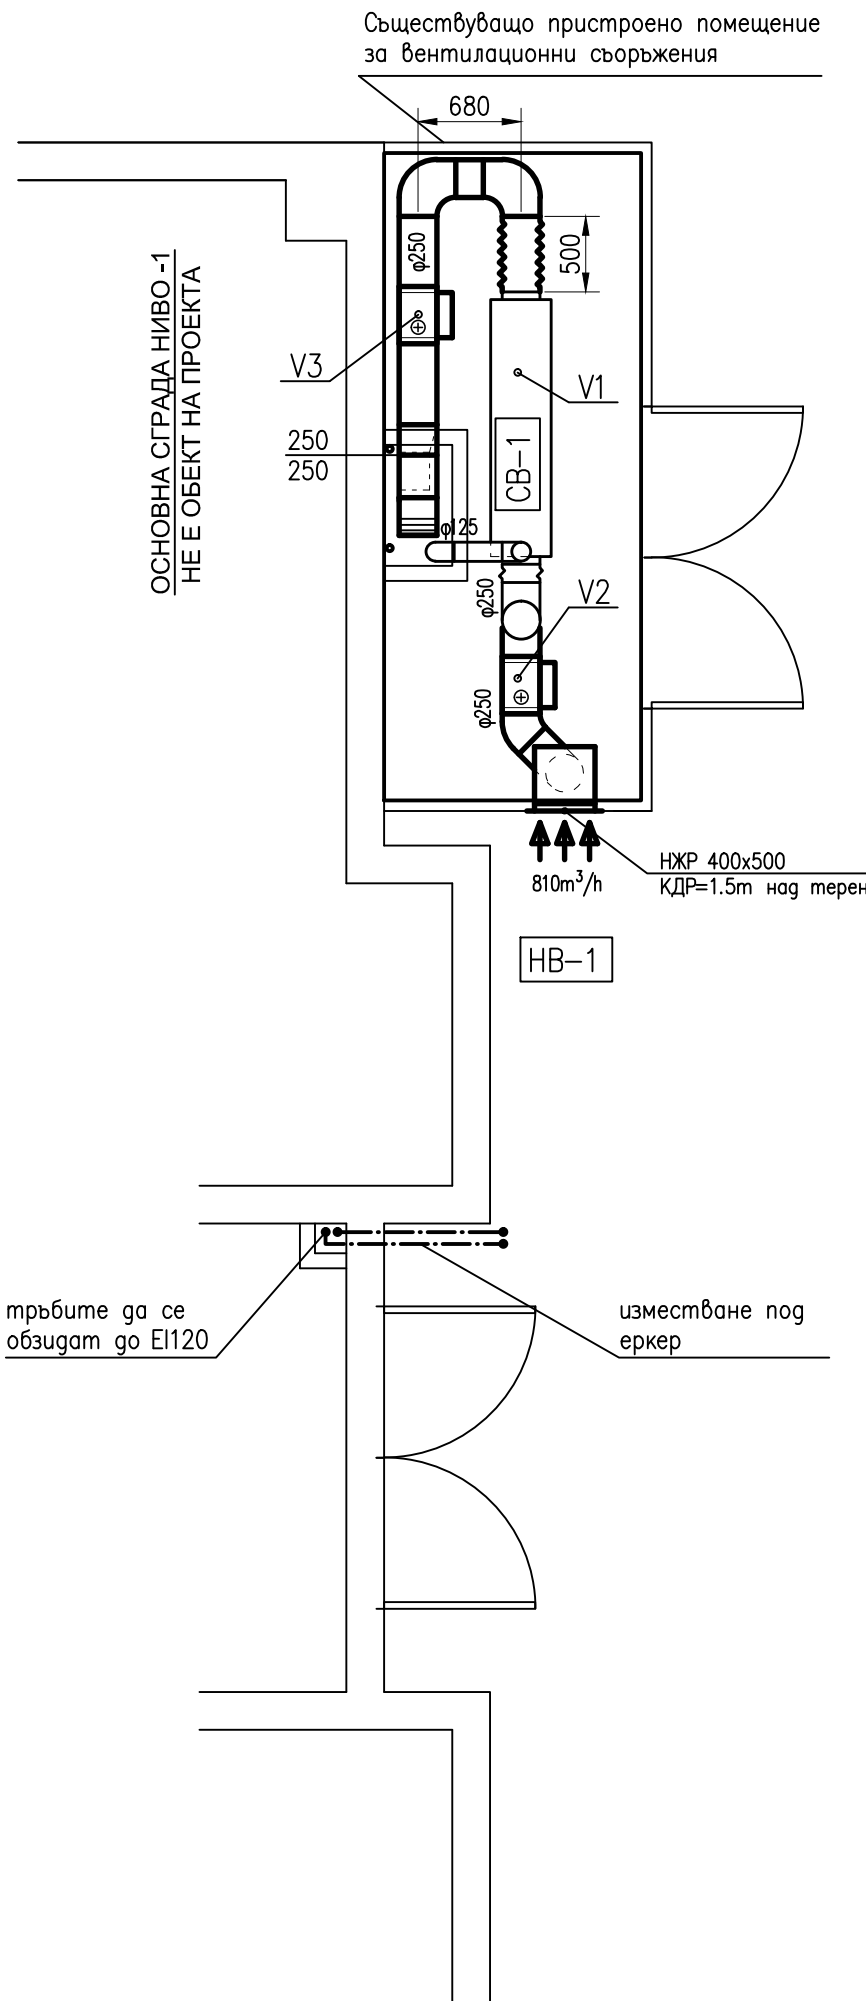 Съществуващо пристроено помещение
за вентилационни съоръжения
680
φ250
500
ОСНОВНА СГРАДА НИВО -1
НЕ Е ОБЕКТ НА ПРОЕКТА
V3
V1
250
250
СВ-1
φ125
φ250
V2
φ250
НЖР 400x500
КДР=1.5m над терен
810m³/h
НВ-1
тръбите да се
обзидат до EI120
изместване под
еркер